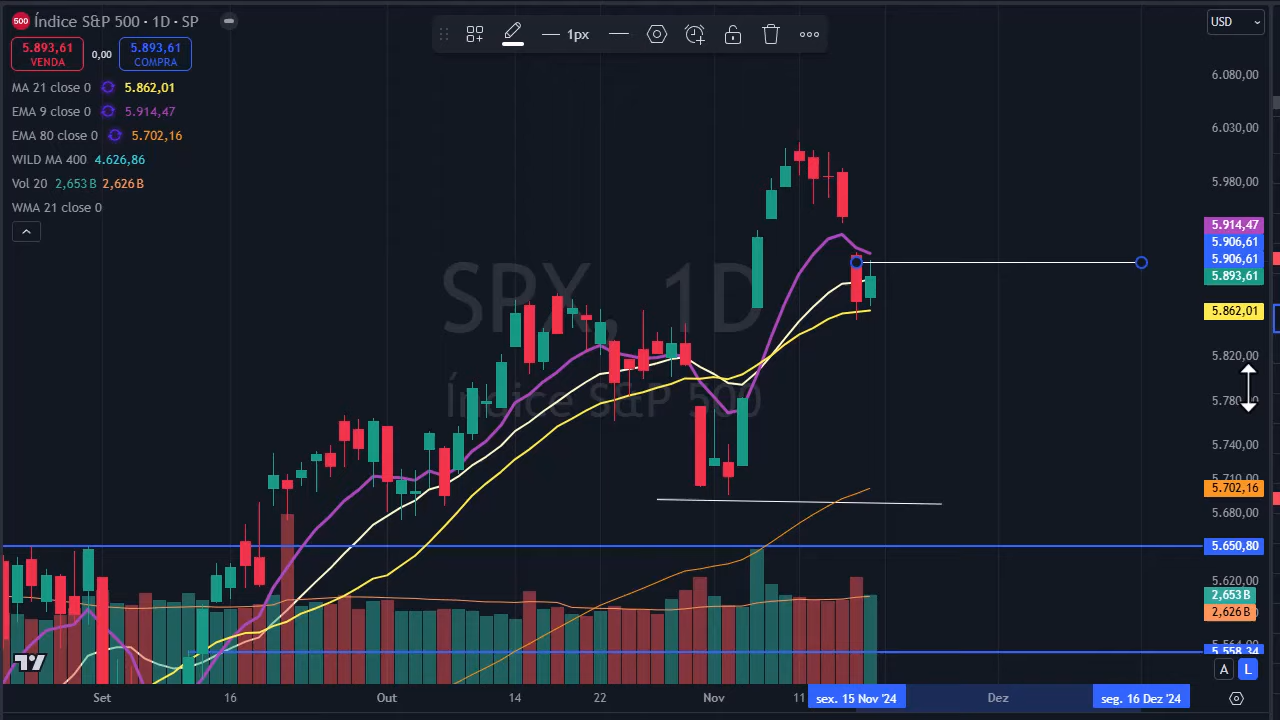 500 Índice S&P 500 · 1D · SP
5.893,61
VENDA
0,00
5.893,61
COMPRA
MA 21 close 0 5.862,01
EMA 9 close 0 5.914,47
EMA 80 close 0 5.702,16
WILD MA 400 4.626,86
Vol 20 2,653 B 2,626 B
WMA 21 close 0
1px
USD
SPX, 1D
Índice S&P 500
6.080,00
6.030,00
5.980,00
5.914,47
5.906,61
5.906,61
5.893,61
5.862,01
5.820,00
5.740,00
5.702,16
5.680,00
5.650,80
5.620,00
2,653 B
2,626 B
5.558,34
A L
Set 16 Out 14 22 Nov 11 sex. 15 Nov '24 Dez seg. 16 Dez '24